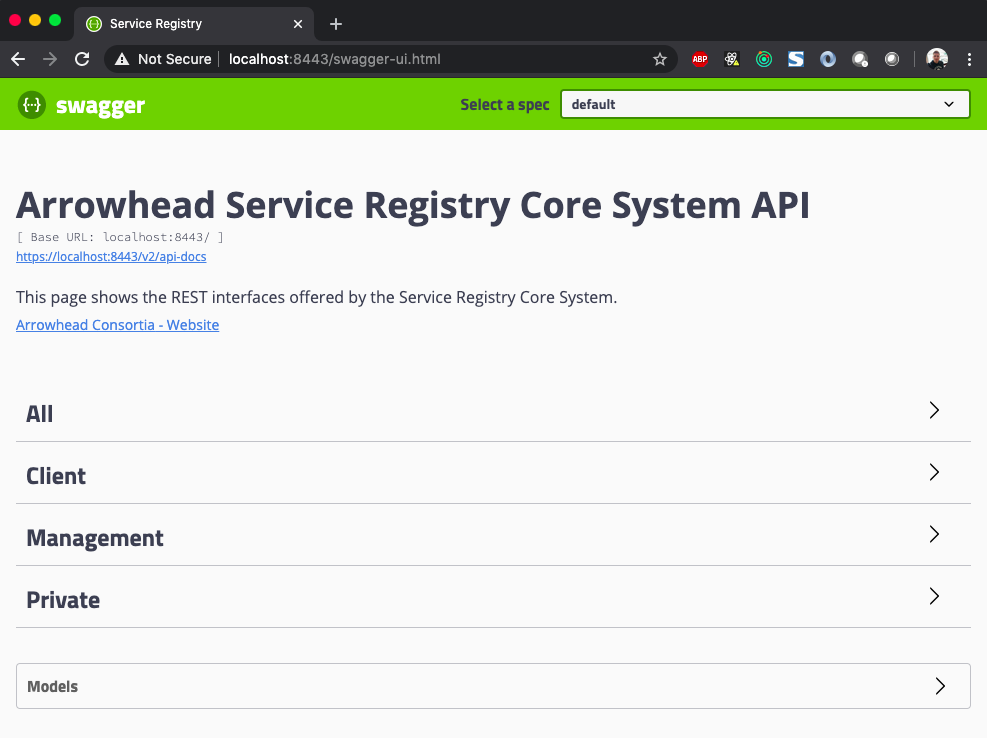 Service Registry
Not Secure localhost:8443/swagger-ui.html
ABP
swagger
Select a spec default
Arrowhead Service Registry Core System API
[ Base URL: localhost:8443/ ]
https://localhost:8443/v2/api-docs
This page shows the REST interfaces offered by the Service Registry Core System.
Arrowhead Consortia - Website
All
Client
Management
Private
Models